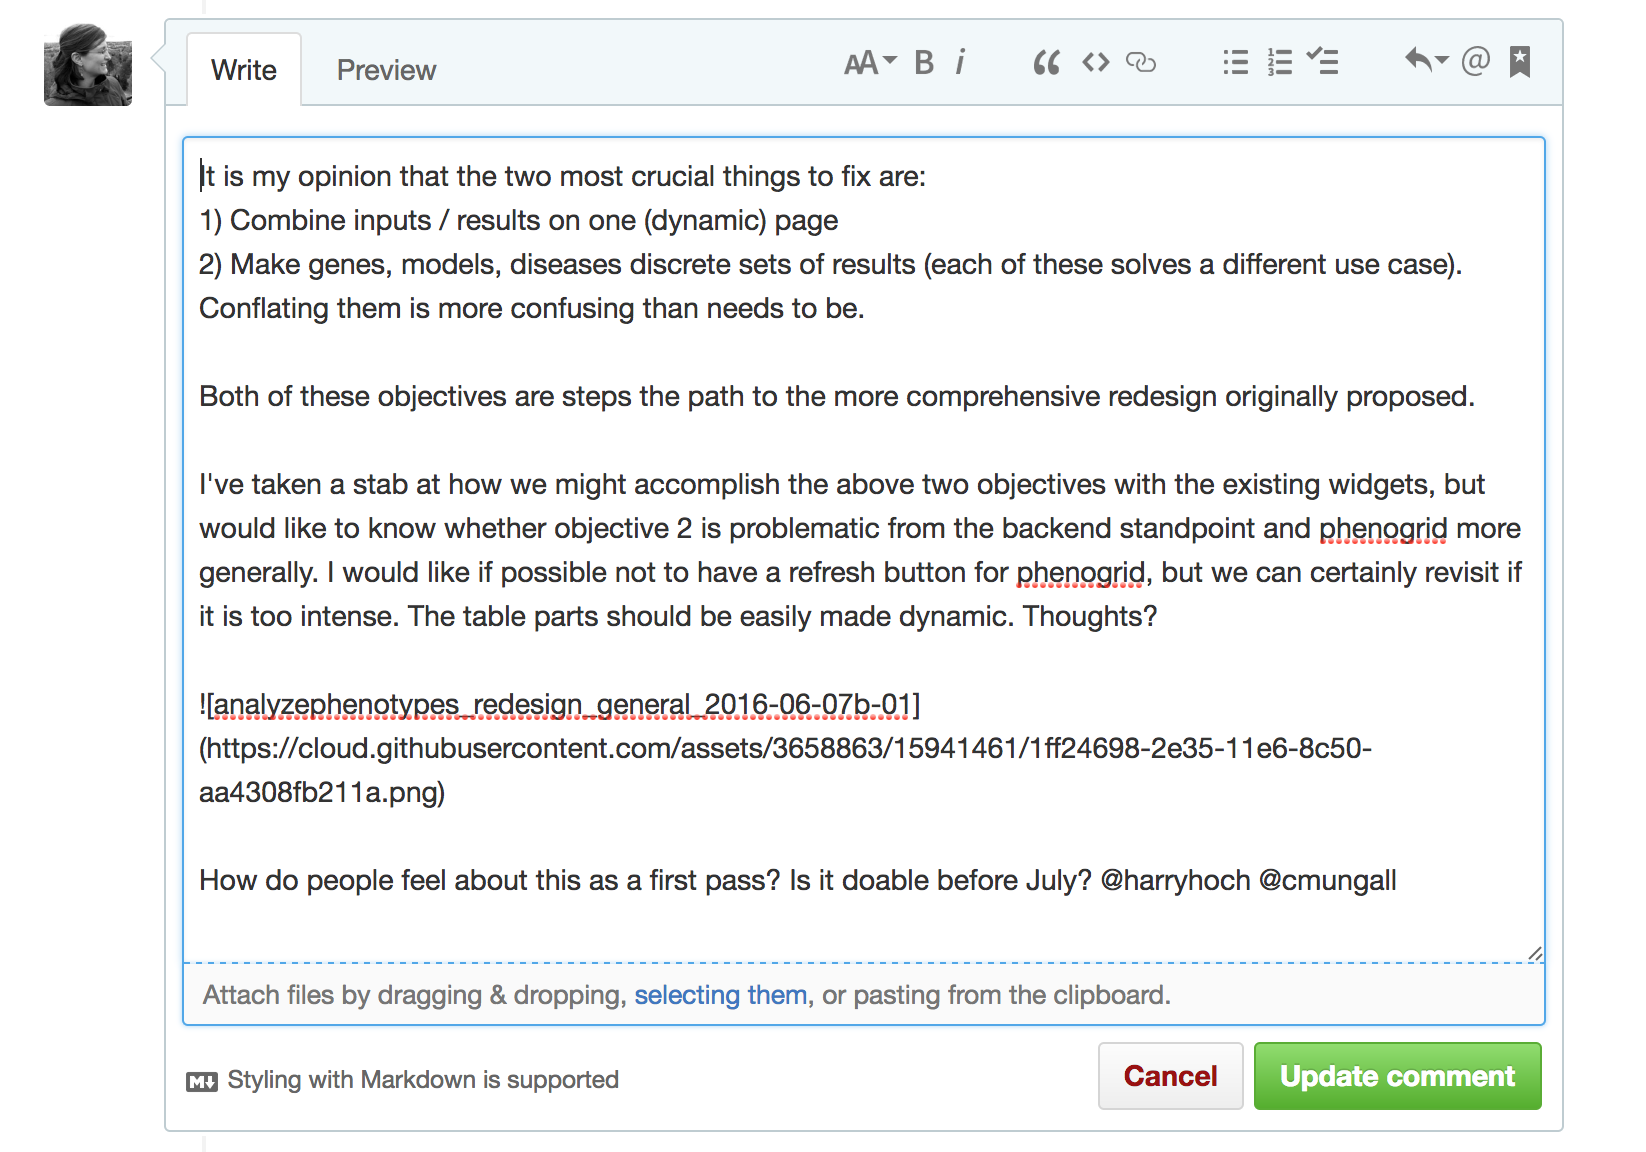 Write
Preview
AA B i
It is my opinion that the two most crucial things to fix are:
1) Combine inputs / results on one (dynamic) page
2) Make genes, models, diseases discrete sets of results (each of these solves a different use case).
Conflating them is more confusing than needs to be.
Both of these objectives are steps the path to the more comprehensive redesign originally proposed.
I've taken a stab at how we might accomplish the above two objectives with the existing widgets, but
would like to know whether objective 2 is problematic from the backend standpoint and phenogrid more
generally. I would like if possible not to have a refresh button for phenogrid, but we can certainly revisit if
it is too intense. The table parts should be easily made dynamic. Thoughts?
![analyzephenotypes_redesign_general_2016-06-07b-01]
(https://cloud.githubusercontent.com/assets/3658863/15941461/1ff24698-2e35-11e6-8c50-
aa4308fb211a.png)
How do people feel about this as a first pass? Is it doable before July? @harryhoch @cmungall
Attach files by dragging & dropping, selecting them, or pasting from the clipboard.
Styling with Markdown is supported
Cancel
Update comment